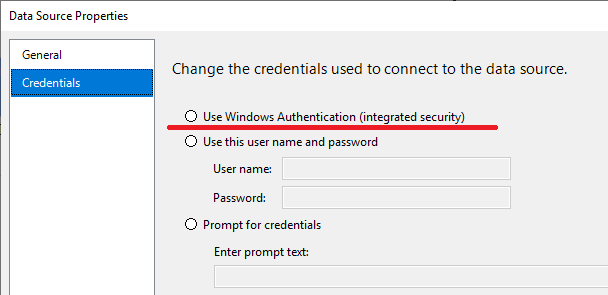 Data Source Properties
General
Credentials
Change the credentials used to connect to the data source.
Use Windows Authentication (integrated security)
Use this user name and password
User name:
Password:
Prompt for credentials
Enter prompt text: